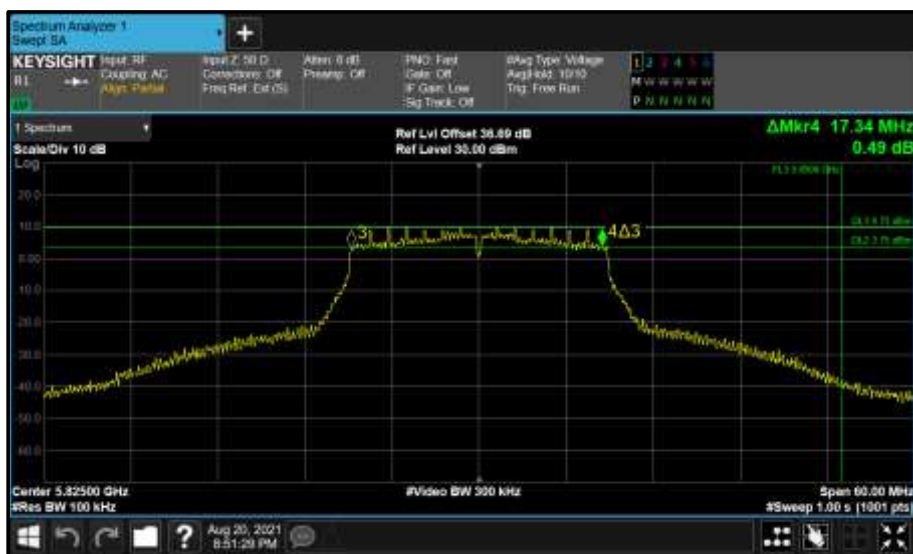 Spectrum Analyzer 1
Swept SA
KEYSIGHT
RL
Input: RF
Coupling: AC
Align: Partial
Input Z: 50 Ω
Corrections: Off
Freq Ref: Ext (S)
Atten: 0 dB
Preamp: Off
PNO: Fast
Gate: Off
IF Gain: Low
Sig Track: Off
#Avg Type: Voltage
Avg|Hold: 10/10
Trig: Free Run
1 2 3 4 5 6
M W W W W W
P N N N N N
1 Spectrum
Scale/Div 10 dB
Log
Ref Lvl Offset 36.69 dB
Ref Level 30.00 dBm
ΔMkr4 17.34 MHz
0.49 dB
20.0
10.0
0.00
-10.0
-20.0
-30.0
-40.0
-50.0
-60.0
3
4Δ3
Center 5.82500 GHz
#Res BW 100 kHz
#Video BW 300 kHz
Span 60.00 MHz
#Sweep 1.00 s (1001 pts)
?
Aug 20, 2021
8:51:29 PM